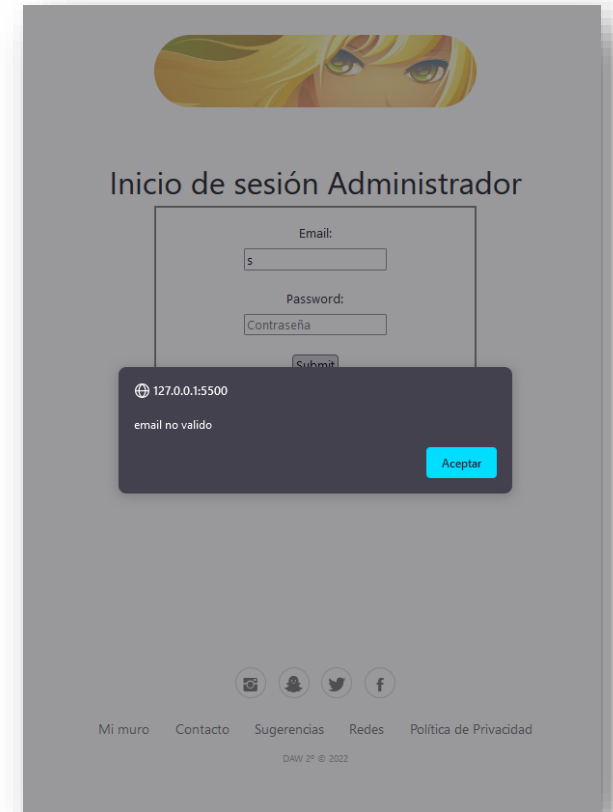 Inicio de sesión Administrador
Email:
s
Password:
Contraseña
Submit
127.0.0.1:5500
email no valido
Aceptar
Mi muro Contacto Sugerencias Redes Política de Privacidad
DAW 2º © 2022